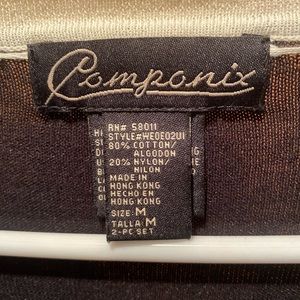 Componix
RN# 58011
STYLE#WE0E02U1
80% COTTON/
ALGODON
20% NYLON/
NILON
MADE IN
HONG KONG
HECHO EN
HONG KONG
SIZE: M
TALLA: M
2-PC SET